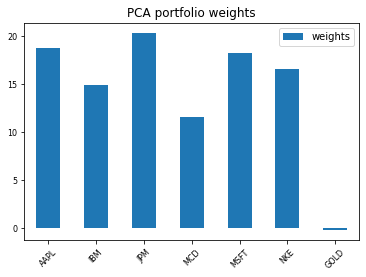 PCA portfolio weights
weights
20
15
10
5
0
AAPL
IBM
JPM
MCD
MSFT
NKE
GOLD